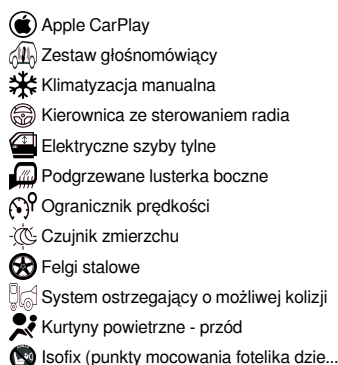 Apple CarPlay
Zestaw głośnomówiący
Klimatyzacja manualna
Kierownica ze sterowaniem radia
Elektryczne szyby tylne
Podgrzewane lusterka boczne
Ogranicznik prędkości
Czujnik zmierzchu
Felgi stalowe
System ostrzegający o możliwej kolizji
Kurtyny powietrzne - przód
Isofix (punkty mocowania fotelika dzie...